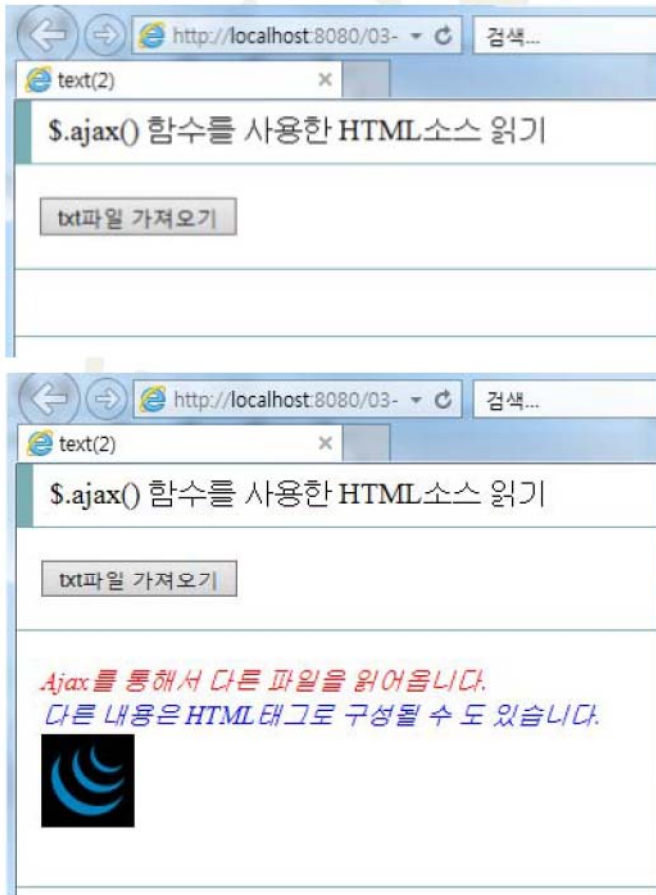 http://localhost:8080/03-
검색...
text(2)
$.ajax() 함수를 사용한 HTML소스 읽기
txt파일 가져오기
http://localhost:8080/03-
검색...
text(2)
$.ajax() 함수를 사용한 HTML소스 읽기
txt파일 가져오기
Ajax를 통해서 다른 파일을 읽어옵니다.
다른 내용은 HTML태그로 구성될 수 도 있습니다.